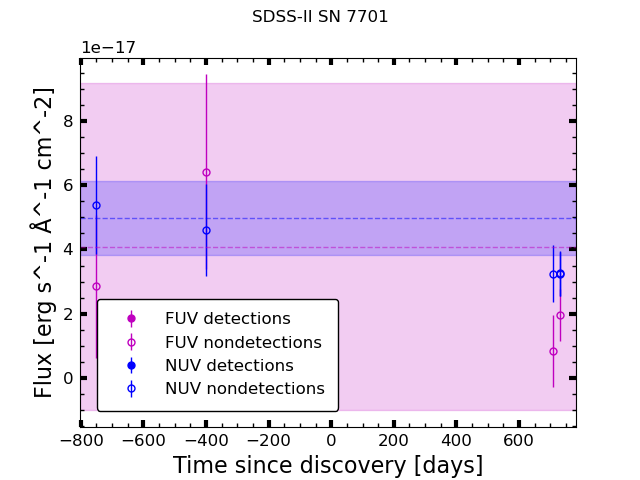 SDSS-II SN 7701
1e−17
8
6
4
2
0
Flux [erg s^-1 Å^-1 cm^-2]
FUV detections
FUV nondetections
NUV detections
NUV nondetections
−800 −600 −400 −200 0 200 400 600
Time since discovery [days]